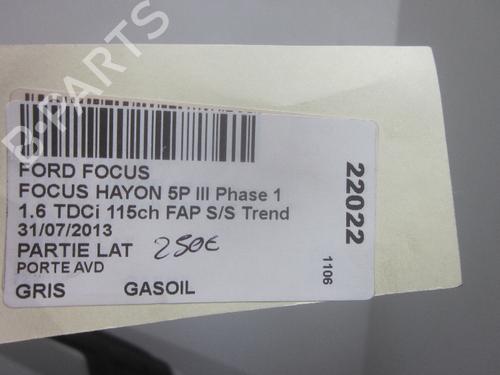 B-PARTS
FORD FOCUS
FOCUS HAYON 5P III Phase 1
1.6 TDCi 115ch FAP S/S Trend
31/07/2013
PARTIE LAT 250€
PORTE AVD
GRIS GASOIL
22022
1106